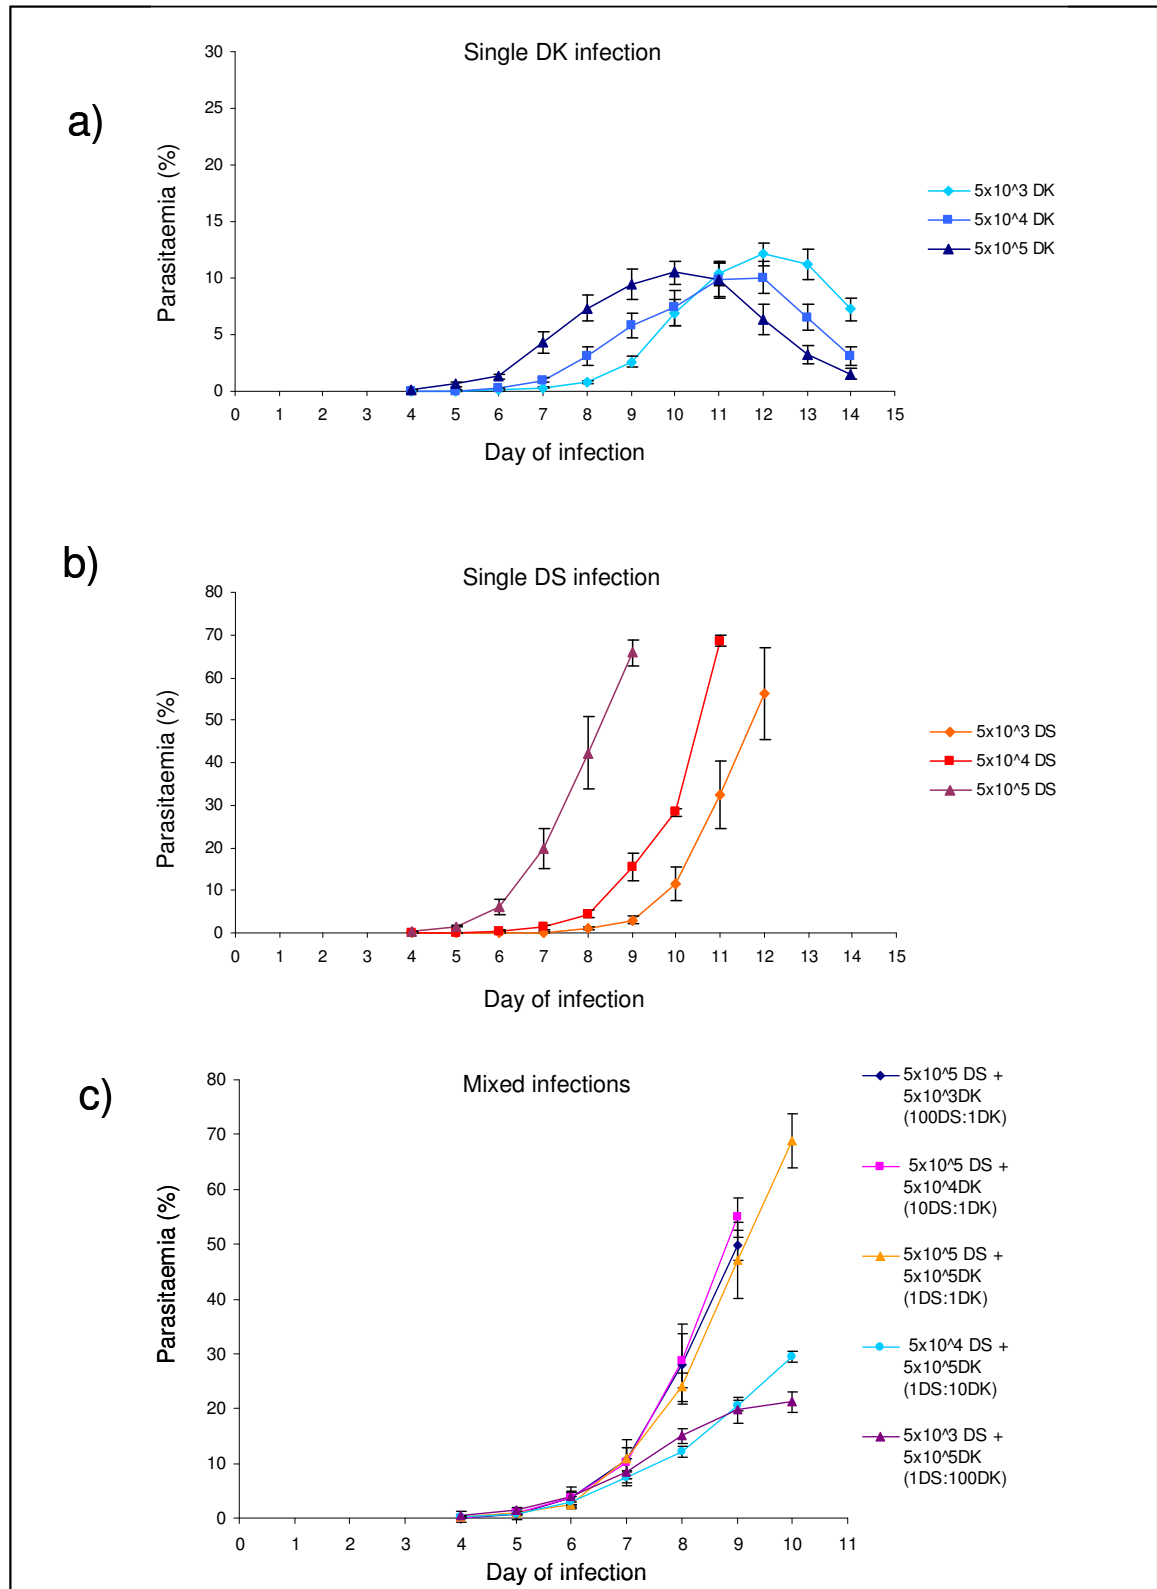 a)
Single DK infection
Parasitaemia (%)
30
25
20
15
10
5
0
0 1 2 3 4 5 6 7 8 9 10 11 12 13 14 15
Day of infection
5x10^3 DK
5x10^4 DK
5x10^5 DK
b)
Single DS infection
Parasitaemia (%)
80
70
60
50
40
30
20
10
0
0 1 2 3 4 5 6 7 8 9 10 11 12 13 14 15
Day of infection
5x10^3 DS
5x10^4 DS
5x10^5 DS
c)
Mixed infections
Parasitaemia (%)
80
70
60
50
40
30
20
10
0
0 1 2 3 4 5 6 7 8 9 10 11
Day of infection
5x10^5 DS +
5x10^3DK
(100DS:1DK)
5x10^5 DS +
5x10^4DK
(10DS:1DK)
5x10^5 DS +
5x10^5DK
(1DS:1DK)
5x10^4 DS +
5x10^5DK
(1DS:10DK)
5x10^3 DS +
5x10^5DK
(1DS:100DK)